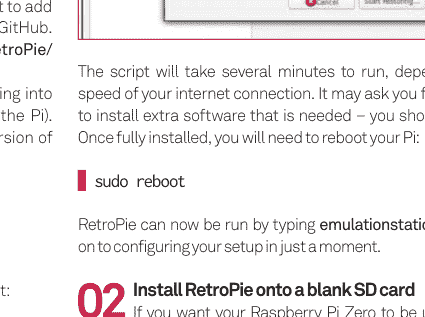 t to add
GitHub.
etroPie/
ing into
the Pi).
rsion of
t:
Cancel
The script will take several minutes to run,
speed of your internet connection. It may ask you
to install extra software that is needed – you
Once fully installed, you will need to reboot your Pi:
sudo reboot
RetroPie can now be run by typing emulationstati
on to configuring your setup in just a moment.
02 Install RetroPie onto a blank SD card
If you want your Raspberry Pi Zero to be